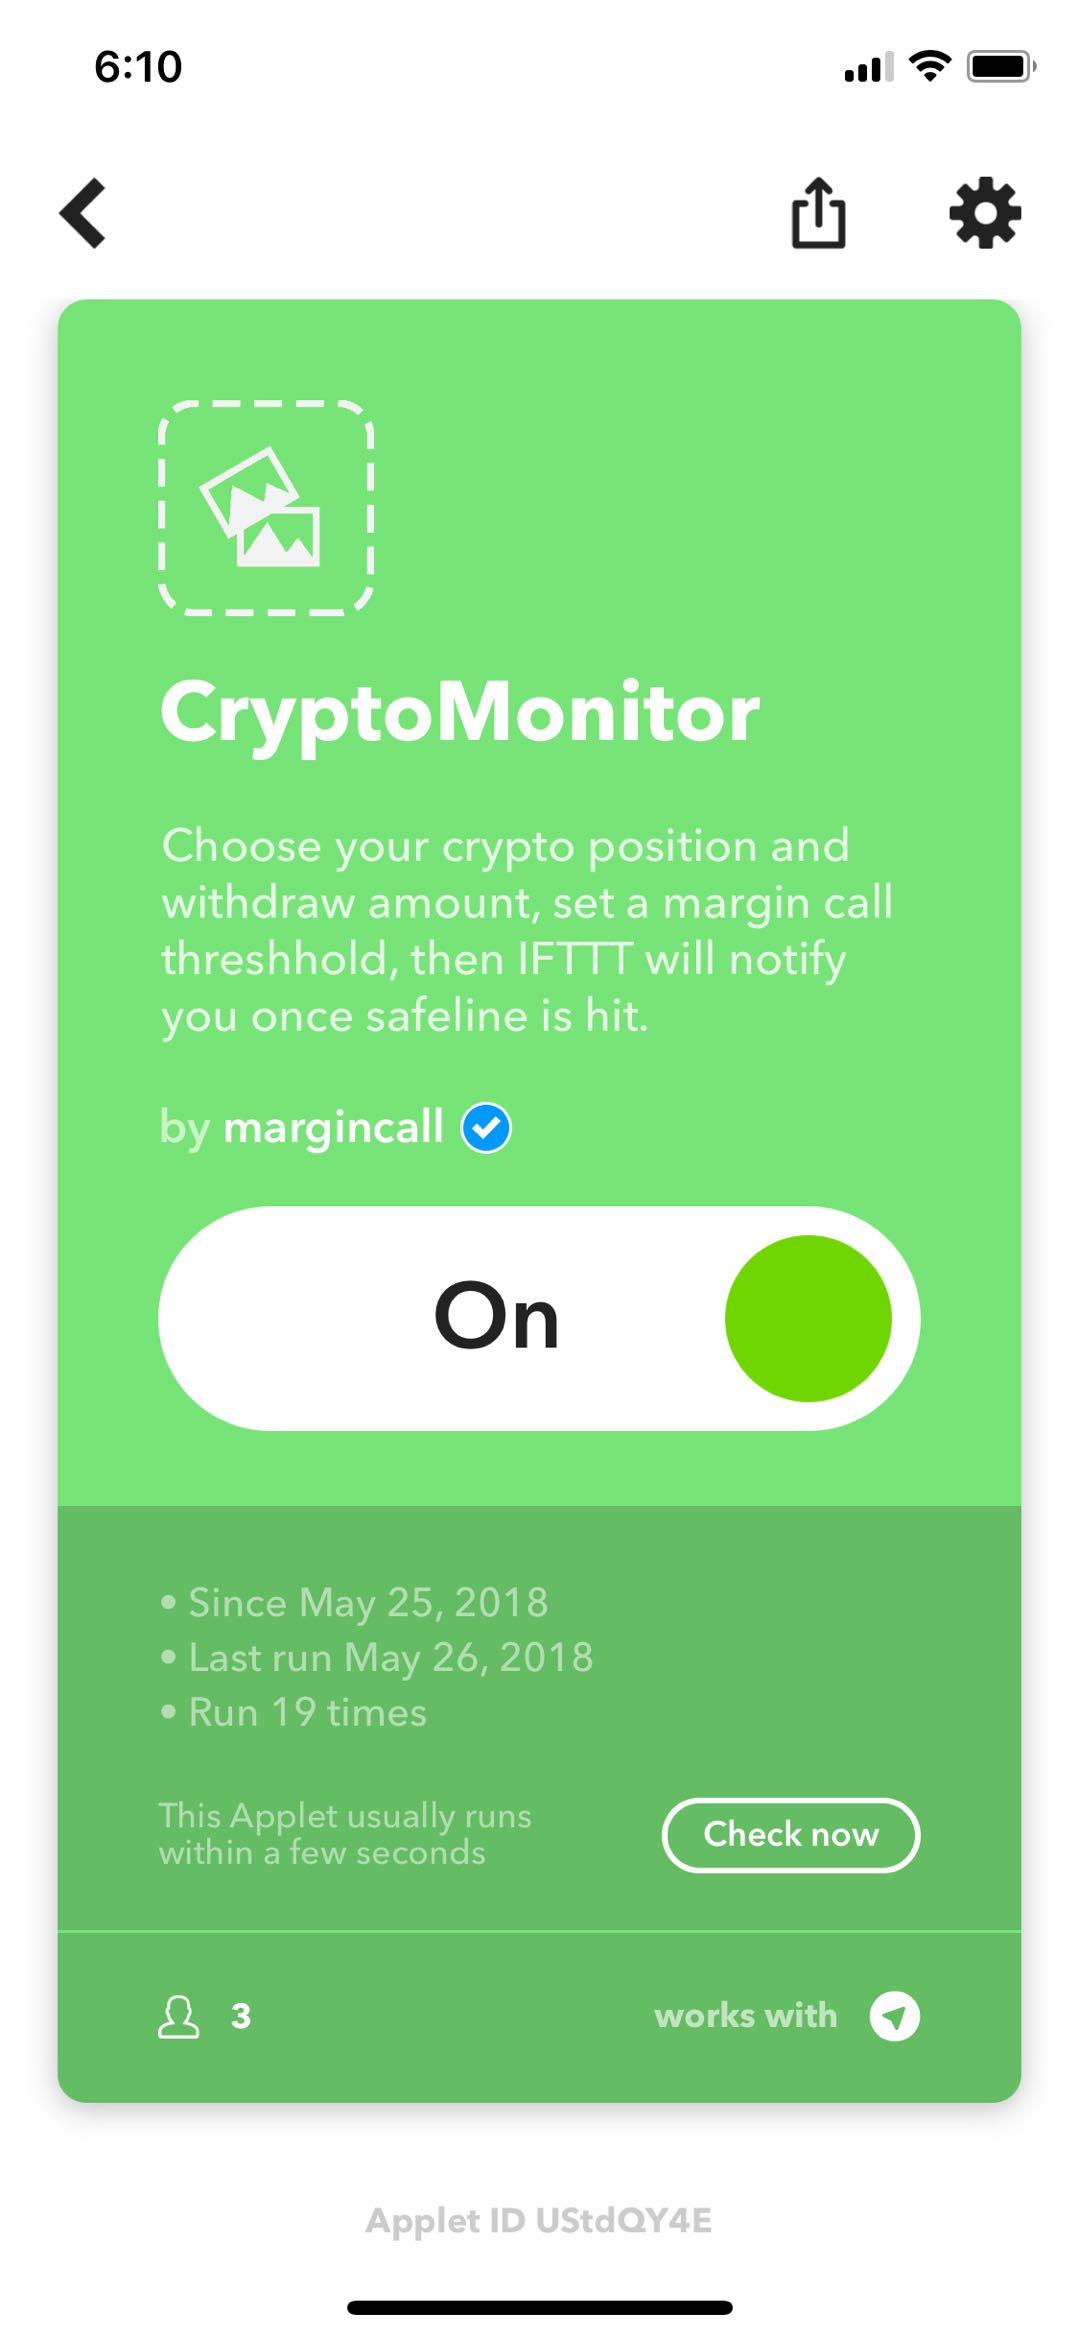 6:10
CryptoMonitor
Choose your crypto position and
withdraw amount, set a margin call
threshhold, then IFTTT will notify
you once safeline is hit.
by margincall
On
• Since May 25, 2018
• Last run May 26, 2018
• Run 19 times
This Applet usually runs
within a few seconds
Check now
3
works with
Applet ID UStdQY4E